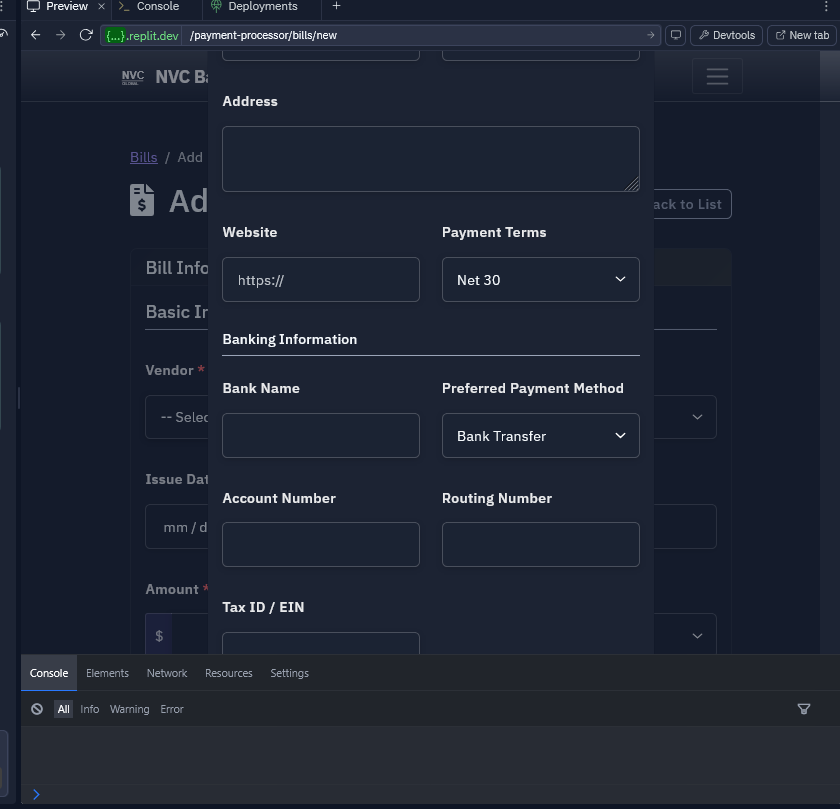 Preview × Console Deployments +
{...}.replit.dev /payment-processor/bills/new Devtools New tab
NVC NVC Ba
Address
Bills / Add
Ad ack to List
Website Payment Terms
Bill Info
https:// Net 30
Basic In
Banking Information
Vendor * Bank Name Preferred Payment Method
-- Selec Bank Transfer
Issue Dat Account Number Routing Number
mm / d
Amount * Tax ID / EIN
$
Console Elements Network Resources Settings
All Info Warning Error